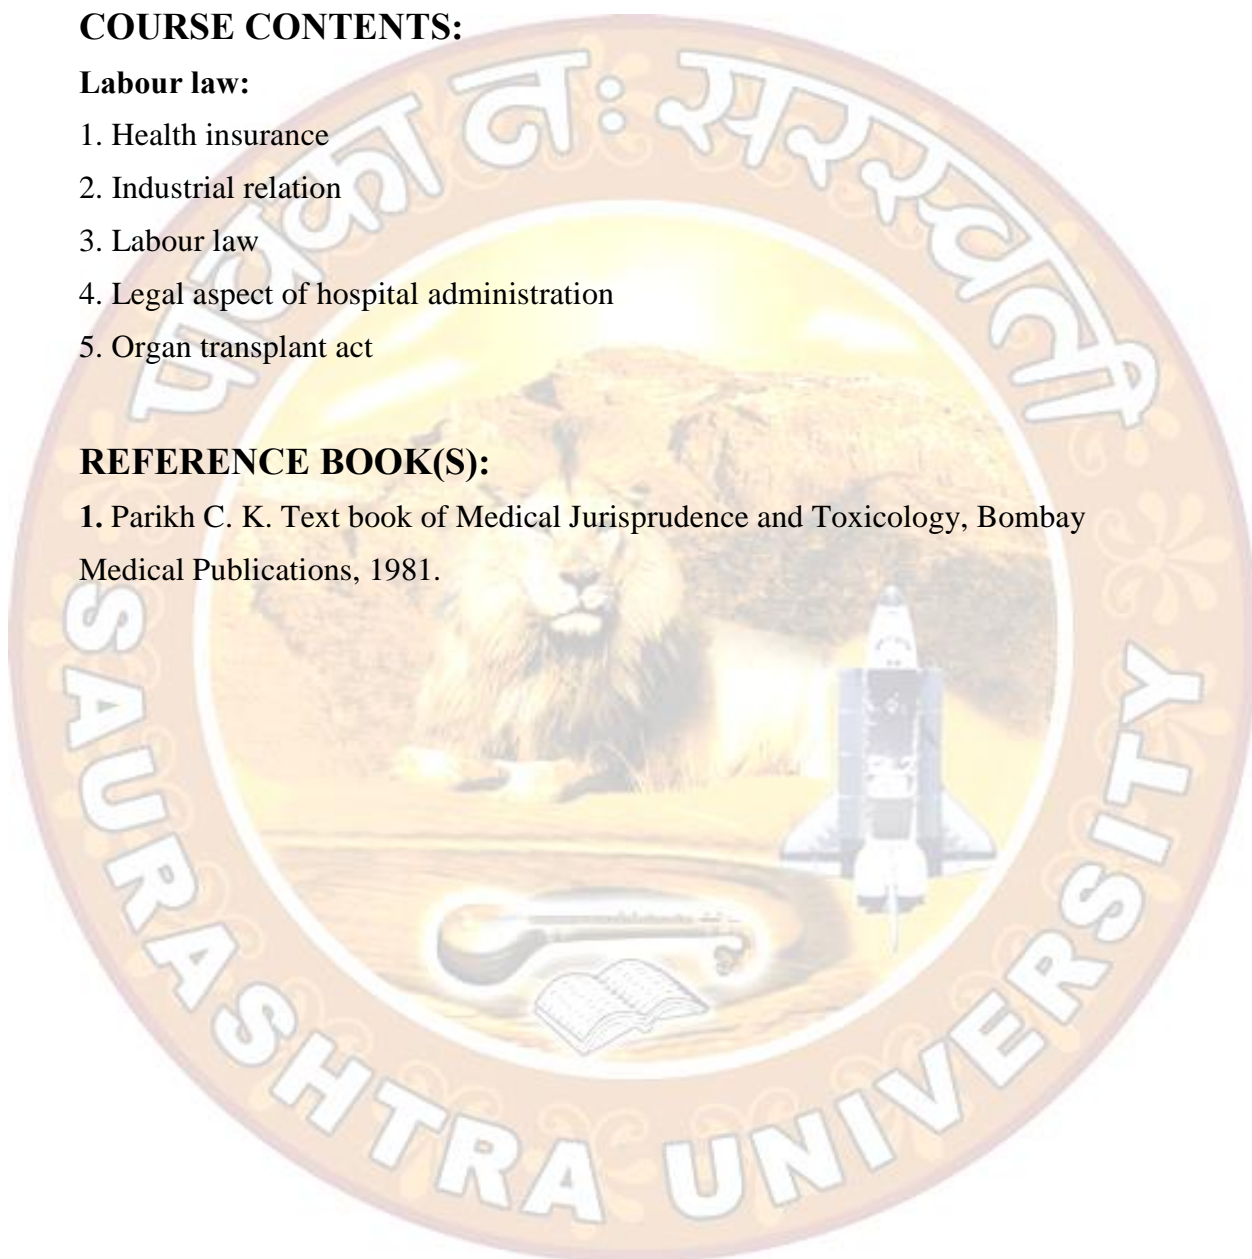 COURSE CONTENTS:
Labour law:
1. Health insurance
2. Industrial relation
3. Labour law
4. Legal aspect of hospital administration
5. Organ transplant act
REFERENCE BOOK(S):
1. Parikh C. K. Text book of Medical Jurisprudence and Toxicology, Bombay
Medical Publications, 1981.
पावका नः सरस्वती
SAURASHTRA UNIVERSITY